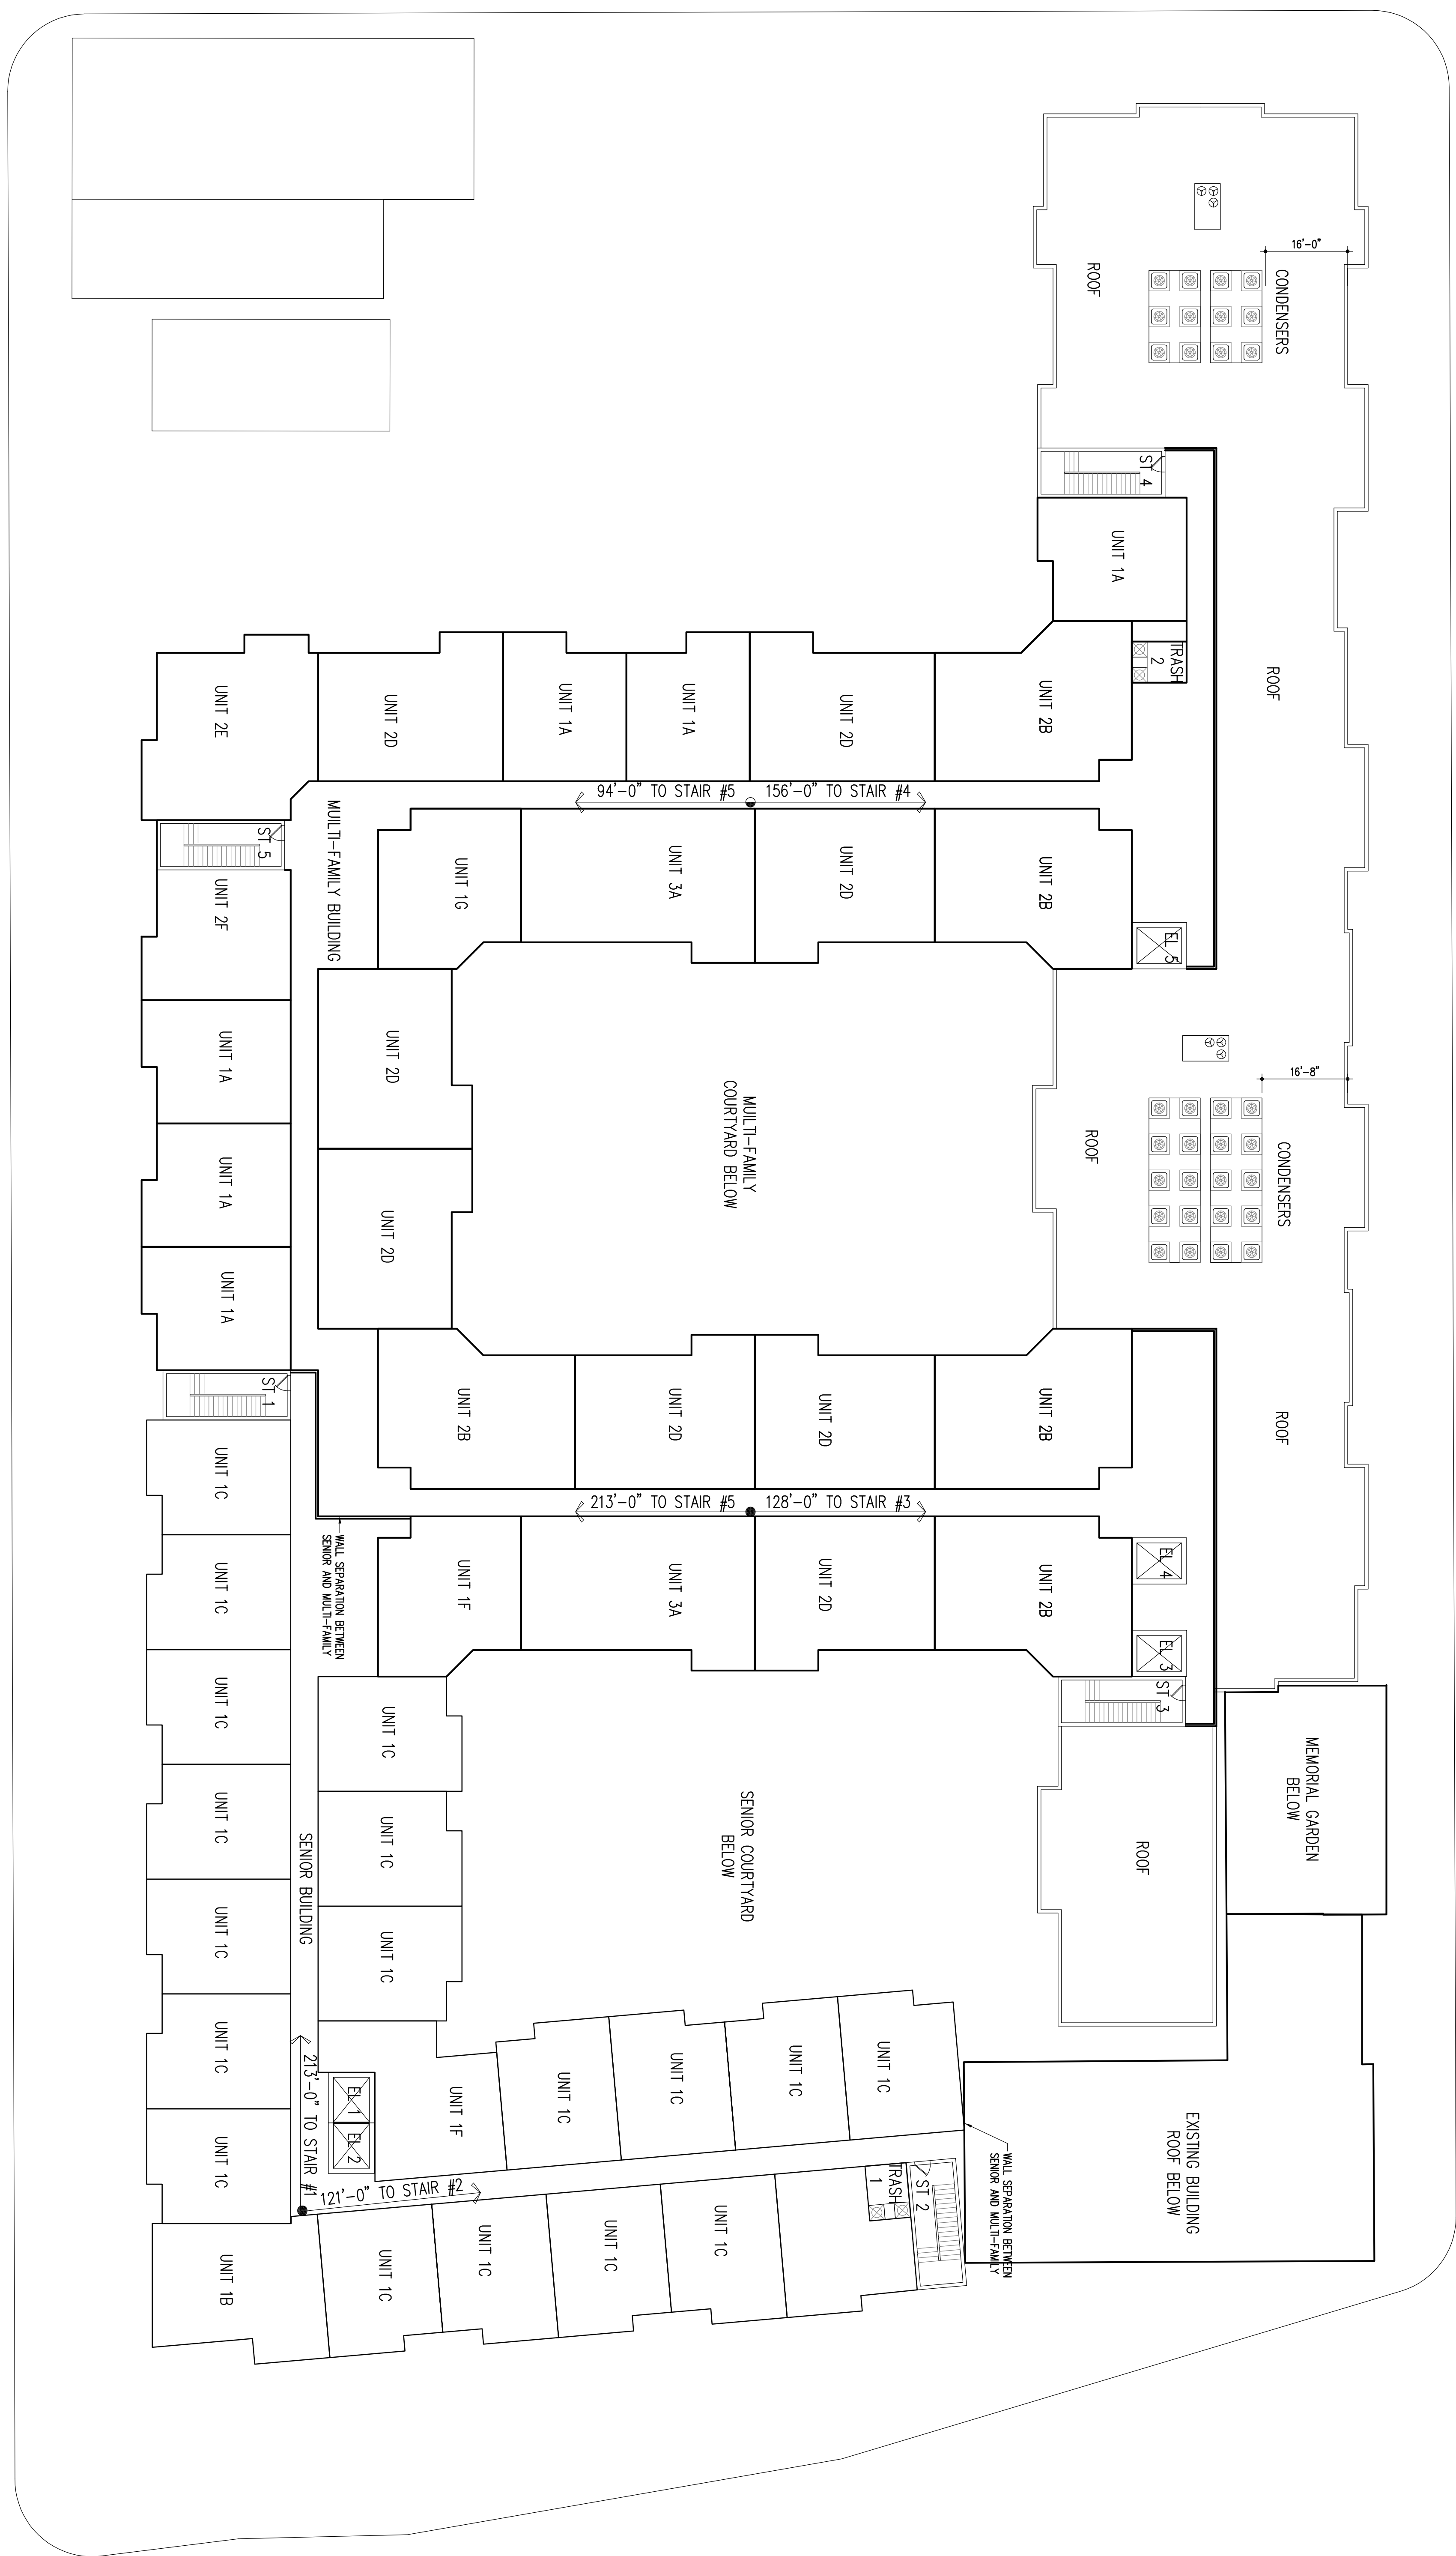 16'-0"
CONDENSERS
ROOF
ST 4
UNIT 1A
TRASH
2
ROOF
UNIT 2E
UNIT 2D
UNIT 1A
UNIT 1A
UNIT 2D
UNIT 2B
94'-0" TO STAIR #5
156'-0" TO STAIR #4
MUILTI-FAMILY BUILDING
ST 5
UNIT 2F
UNIT 1G
UNIT 3A
UNIT 2D
UNIT 2B
EL 5
UNIT 1A
UNIT 2D
16'-8"
CONDENSERS
ROOF
MUILTI-FAMILY
COURTYARD BELOW
UNIT 1A
UNIT 2D
UNIT 1A
ST 1
UNIT 2B
UNIT 2D
UNIT 2D
UNIT 2B
ROOF
213'-0" TO STAIR #5
128'-0" TO STAIR #3
UNIT 1C
WALL SEPARATION BETWEEN
SENIOR AND MULTI-FAMILY
UNIT 1C
UNIT 1F
UNIT 3A
UNIT 2D
UNIT 2B
EL 4
EL 3
ST 3
UNIT 1C
UNIT 1C
MEMORIAL GARDEN
BELOW
UNIT 1C
UNIT 1C
SENIOR COURTYARD
BELOW
ROOF
SENIOR BUILDING
UNIT 1C
UNIT 1C
UNIT 1C
213'-0" TO STAIR #1
EL 1
EL 2
UNIT 1F
UNIT 1C
UNIT 1C
UNIT 1C
UNIT 1C
EXISTING BUILDING
ROOF BELOW
WALL SEPARATION BETWEEN
SENIOR AND MULTI-FAMILY
UNIT 1C
121'-0" TO STAIR #2
TRASH
1
ST 2
UNIT 1B
UNIT 1C
UNIT 1C
UNIT 1C
UNIT 1C